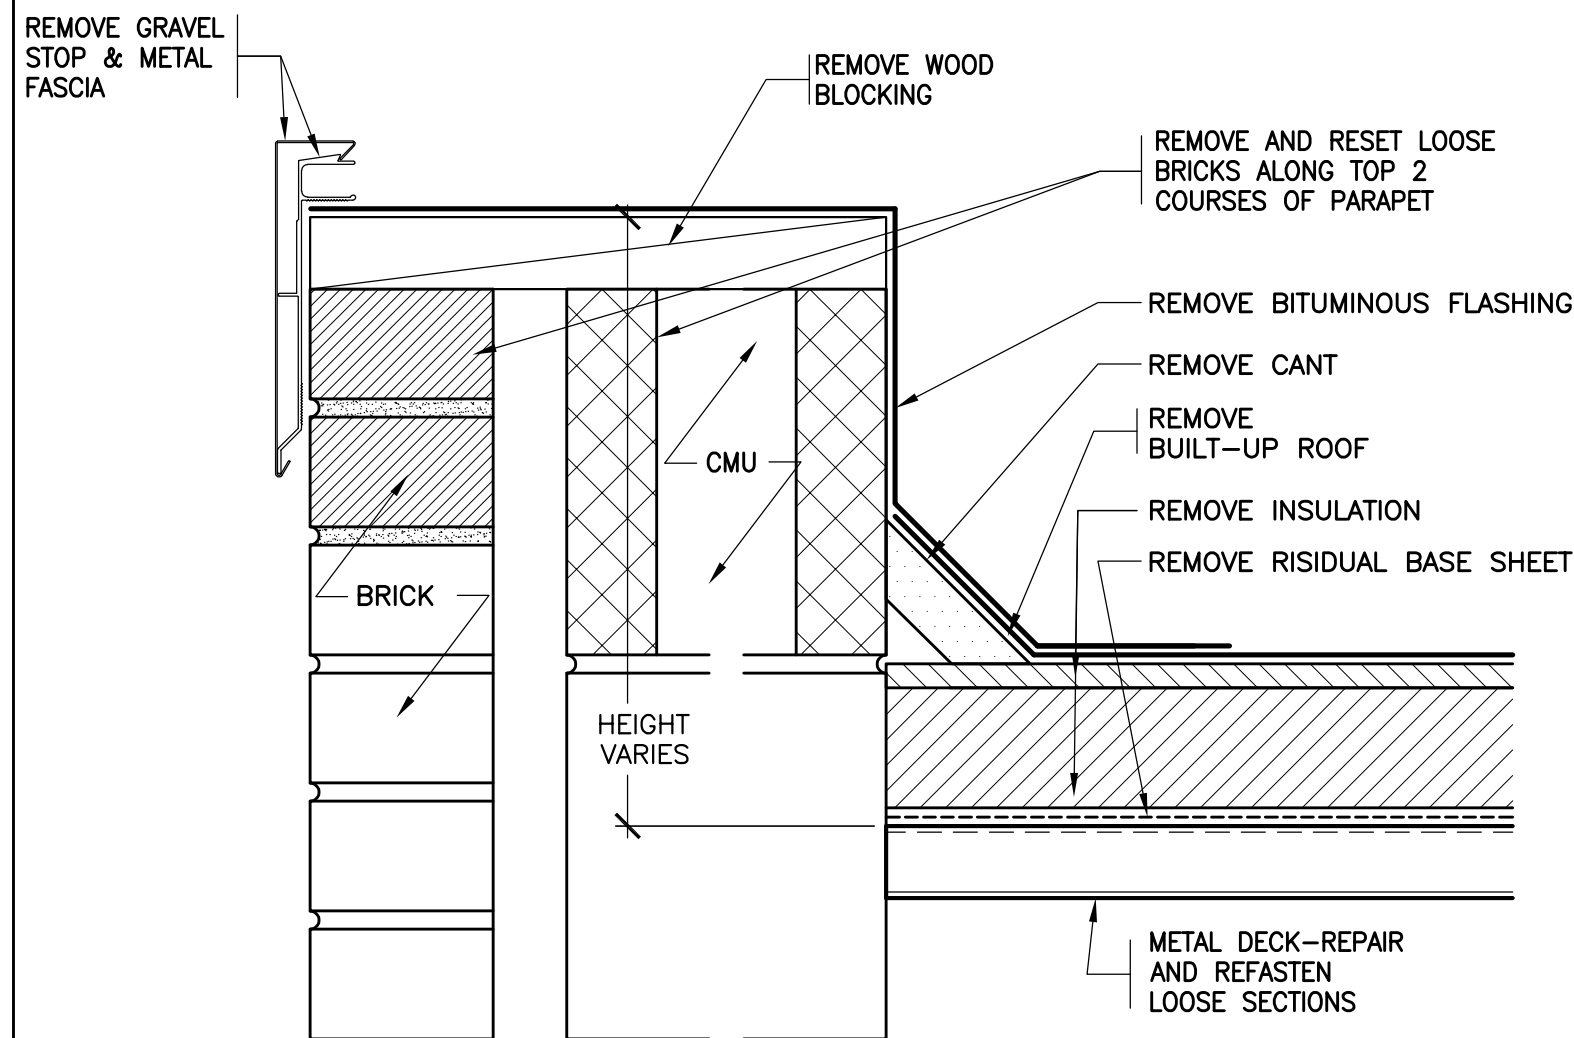 REMOVE GRAVEL
STOP & METAL
FASCIA
REMOVE WOOD
BLOCKING
REMOVE AND RESET LOOSE
BRICKS ALONG TOP 2
COURSES OF PARAPET
REMOVE BITUMINOUS FLASHING
REMOVE CANT
REMOVE
BUILT-UP ROOF
CMU
REMOVE INSULATION
REMOVE RISIDUAL BASE SHEET
BRICK
HEIGHT
VARIES
METAL DECK-REPAIR
AND REFASTEN
LOOSE SECTIONS